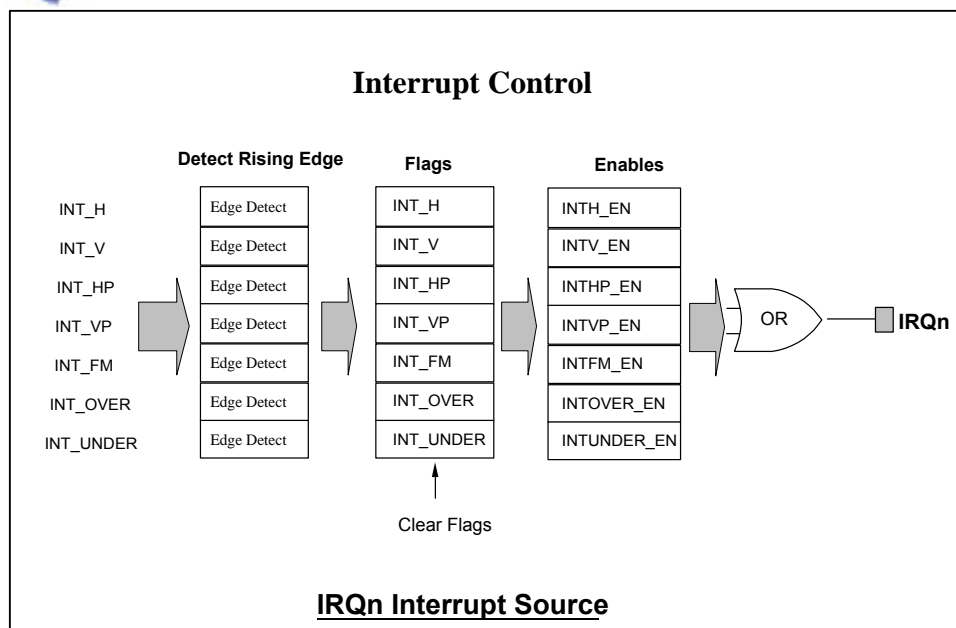 Interrupt Control
Detect Rising Edge Flags Enables
INT_H Edge Detect INT_H INTH_EN
INT_V Edge Detect INT_V INTV_EN
INT_HP Edge Detect INT_HP INTHP_EN
INT_VP Edge Detect INT_VP INTVP_EN
OR IRQn
INT_FM Edge Detect INT_FM INTFM_EN
INT_OVER Edge Detect INT_OVER INTOVER_EN
INT_UNDER Edge Detect INT_UNDER INTUNDER_EN
Clear Flags
IRQn Interrupt Source